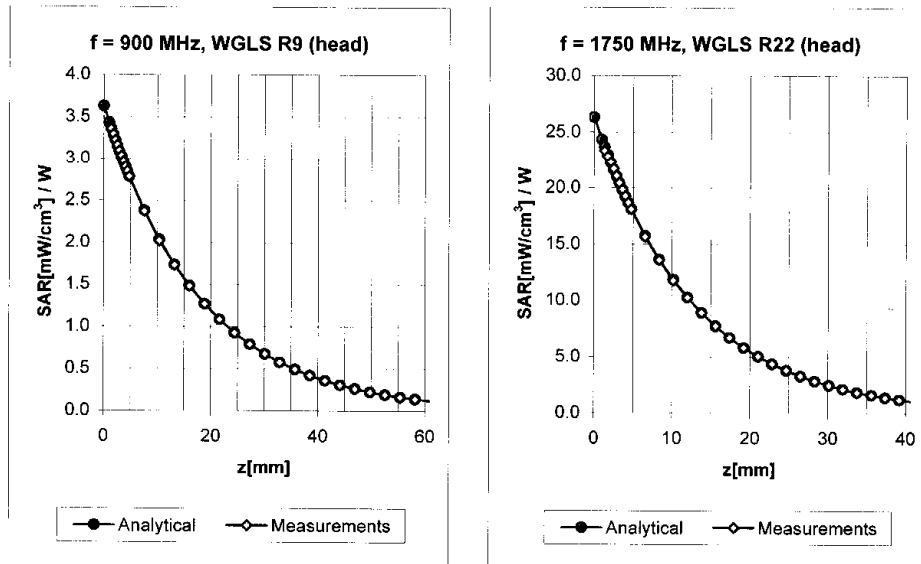 f = 900 MHz, WGLS R9 (head)
4.0
3.5
3.0
2.5
2.0
1.5
1.0
0.5
0.0
SAR[mW/cm³] / W
0 20 40 60
z[mm]
Analytical Measurements
f = 1750 MHz, WGLS R22 (head)
30.0
25.0
20.0
15.0
10.0
5.0
0.0
SAR[mW/cm³] / W
0 10 20 30 40
z[mm]
Analytical Measurements